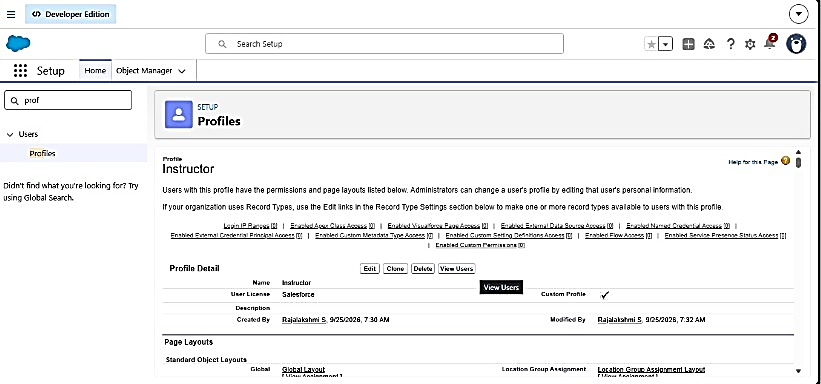 </> Developer Edition
Search Setup
2
Setup Home Object Manager
prof
Users
Profiles
Didn't find what you're looking for? Try
using Global Search.
SETUP
Profiles
Profile
Instructor
Help for this Page
Users with this profile have the permissions and page layouts listed below. Administrators can change a user's profile by editing that user's personal information.
If your organization uses Record Types, use the Edit links in the Record Type Settings section below to make one or more record types available to users with this profile.
Login IP Ranges [0] | Enabled Apex Class Access [0] | Enabled Visualforce Page Access [0] | Enabled External Data Source Access [0] | Enabled Named Credential Access [0] |
Enabled External Credential Principal Access [0] | Enabled Custom Metadata Type Access [0] | Enabled Custom Setting Definitions Access [0] | Enabled Flow Access [0] | Enabled Service Presence Status Access [0]
| Enabled Custom Permissions [0]
Profile Detail Edit Clone Delete View Users
Name Instructor
View Users
User License Salesforce Custom Profile ✓
Description
Created By Rajalakshmi S, 9/25/2026, 7:30 AM Modified By Rajalakshmi S, 9/25/2026, 7:32 AM
Page Layouts
Standard Object Layouts
Global Global Layout Location Group Assignment Location Group Assignment Layout
[ View Assignment ] [ View Assignment ]